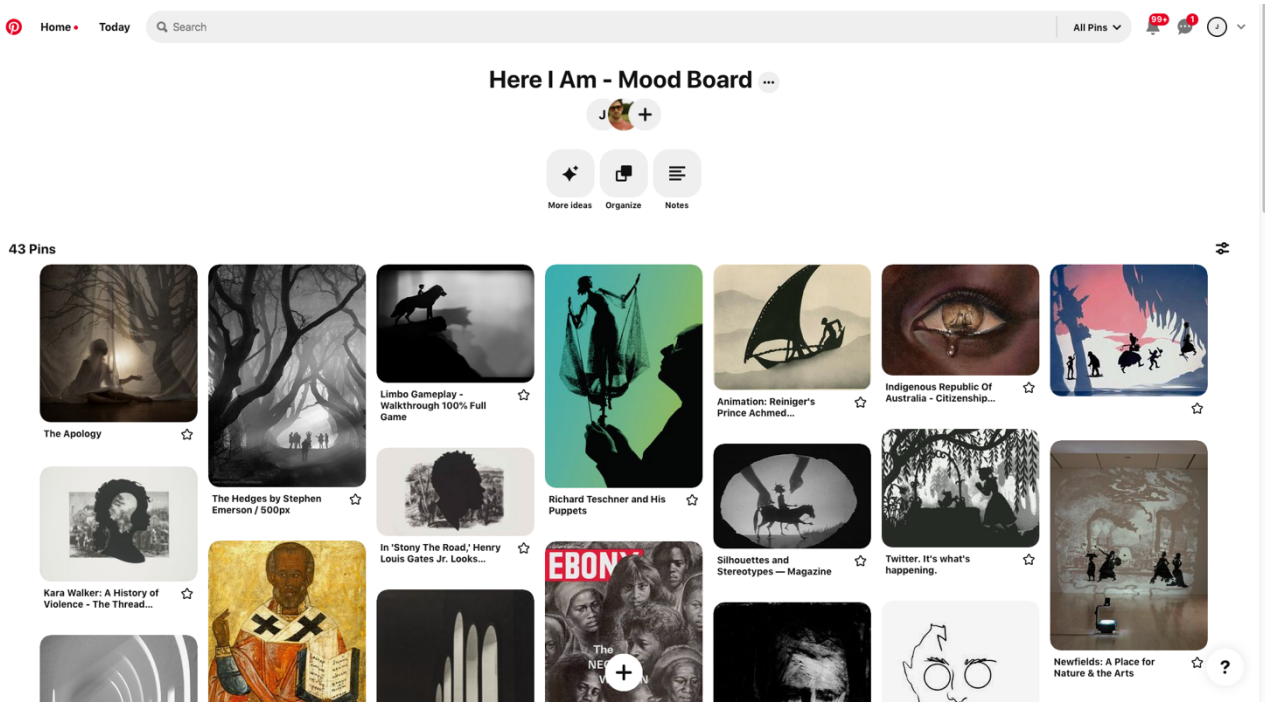 Home
Today
Search
All Pins
99+
1
J
Here I Am - Mood Board
J
More ideas
Organize
Notes
43 Pins
The Apology
Kara Walker: A History of
Violence - The Thread...
The Hedges by Stephen
Emerson / 500px
Limbo Gameplay -
Walkthrough 100% Full
Game
In 'Stony The Road,' Henry
Louis Gates Jr. Looks...
Richard Teschner and His
Puppets
EBONY
The
Animation: Reiniger's
Prince Achmed...
Silhouettes and
Stereotypes — Magazine
Indigenous Republic Of
Australia - Citizenship...
Twitter. It's what's
happening.
Newfields: A Place for
Nature & the Arts
?